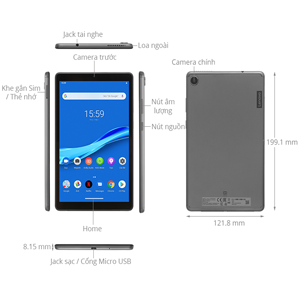 Jack tai nghe
Loa ngoài
Camera trước
Camera chính
Khe gắn Sim
/ Thẻ nhớ
15:59
Lenovo
Nút âm
lượng
Nút nguồn
199.1 mm
121.8 mm
Home
8.15 mm
Jack sạc / Cổng Micro USB